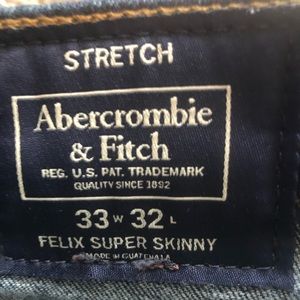 STRETCH
Abercrombie
& Fitch
REG. U.S. PAT. TRADEMARK
QUALITY SINCE 1892
33 W 32 L
FELIX SUPER SKINNY
MADE IN GUATEMALA